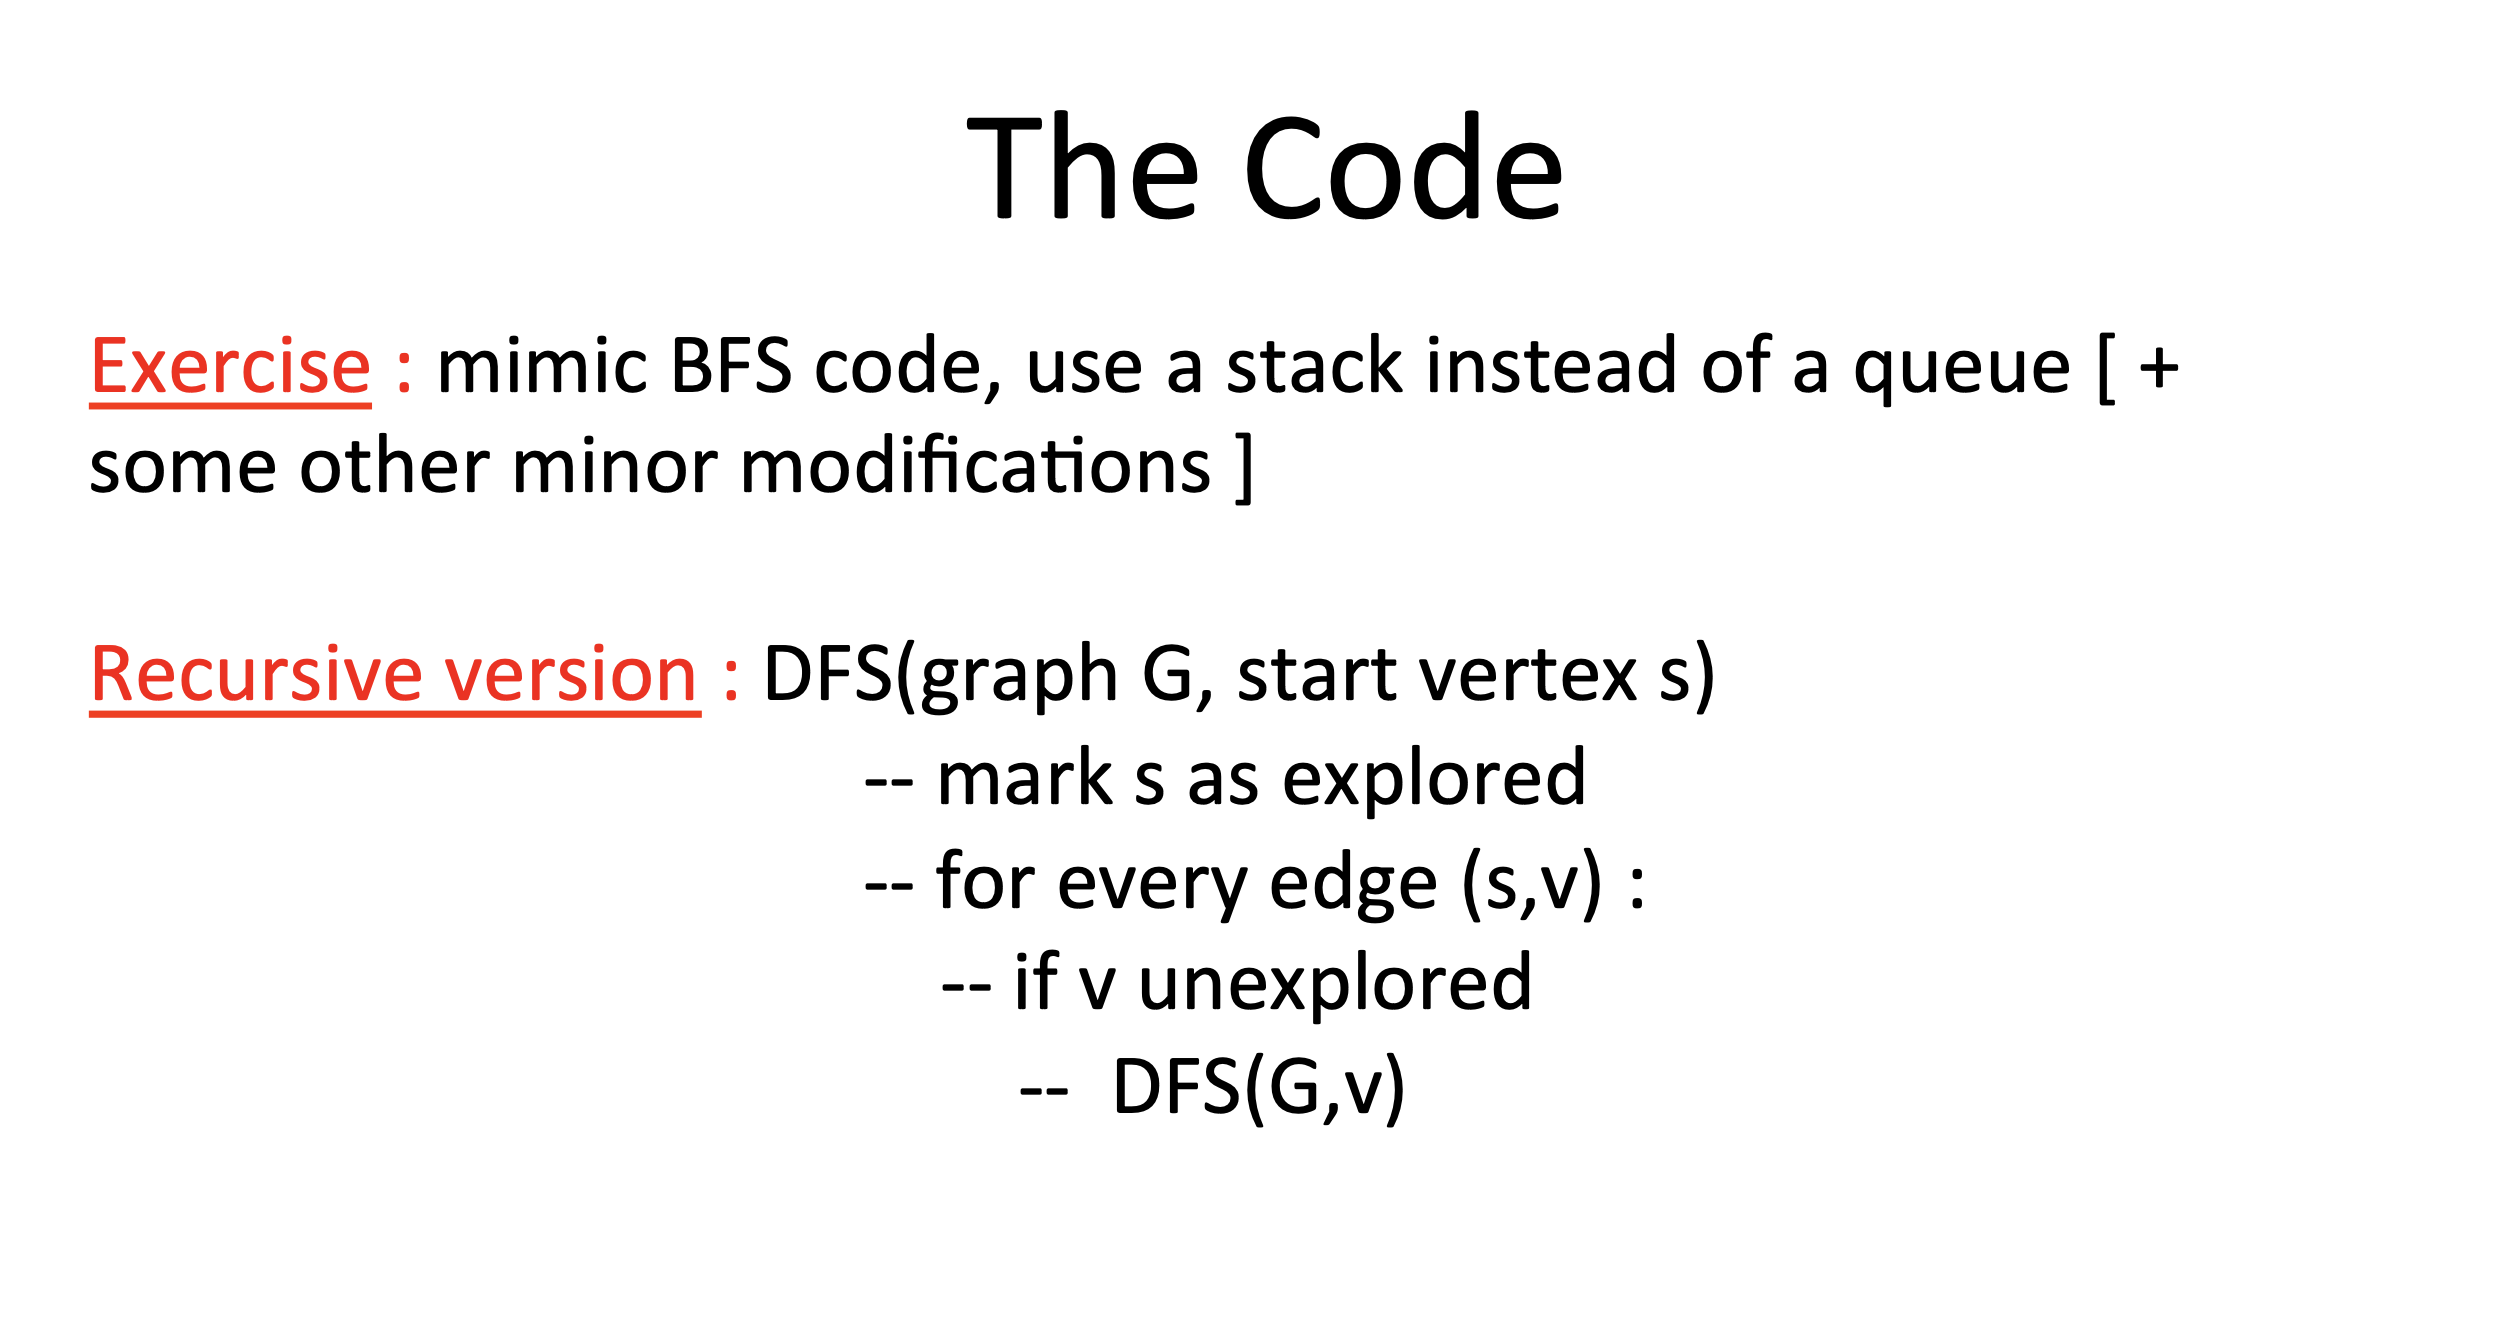 The Code
Exercise : mimic BFS code, use a stack instead of a queue [ +
some other minor modifications ]
Recursive version : DFS(graph G, start vertex s)
-- mark s as explored
-- for every edge (s,v) :
-- if v unexplored
-- DFS(G,v)